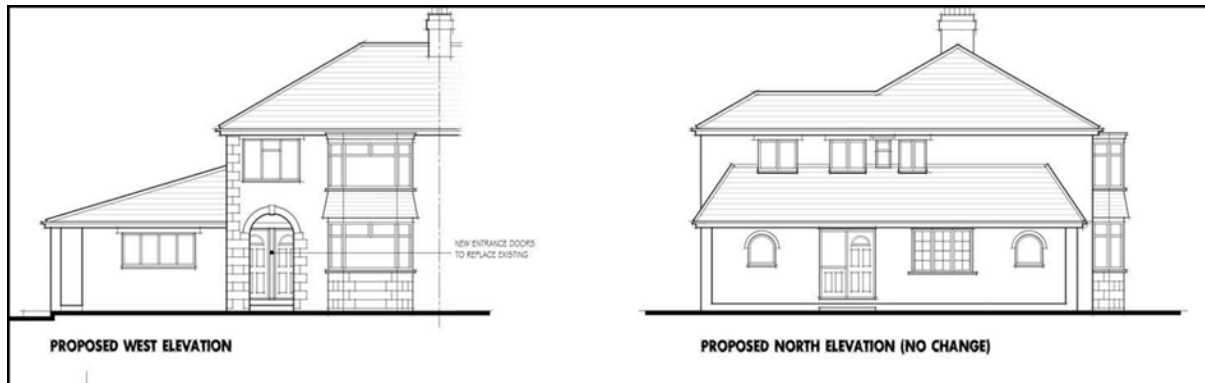 NEW ENTRANCE DOORS
TO REPLACE EXISTING
PROPOSED WEST ELEVATION
PROPOSED NORTH ELEVATION (NO CHANGE)